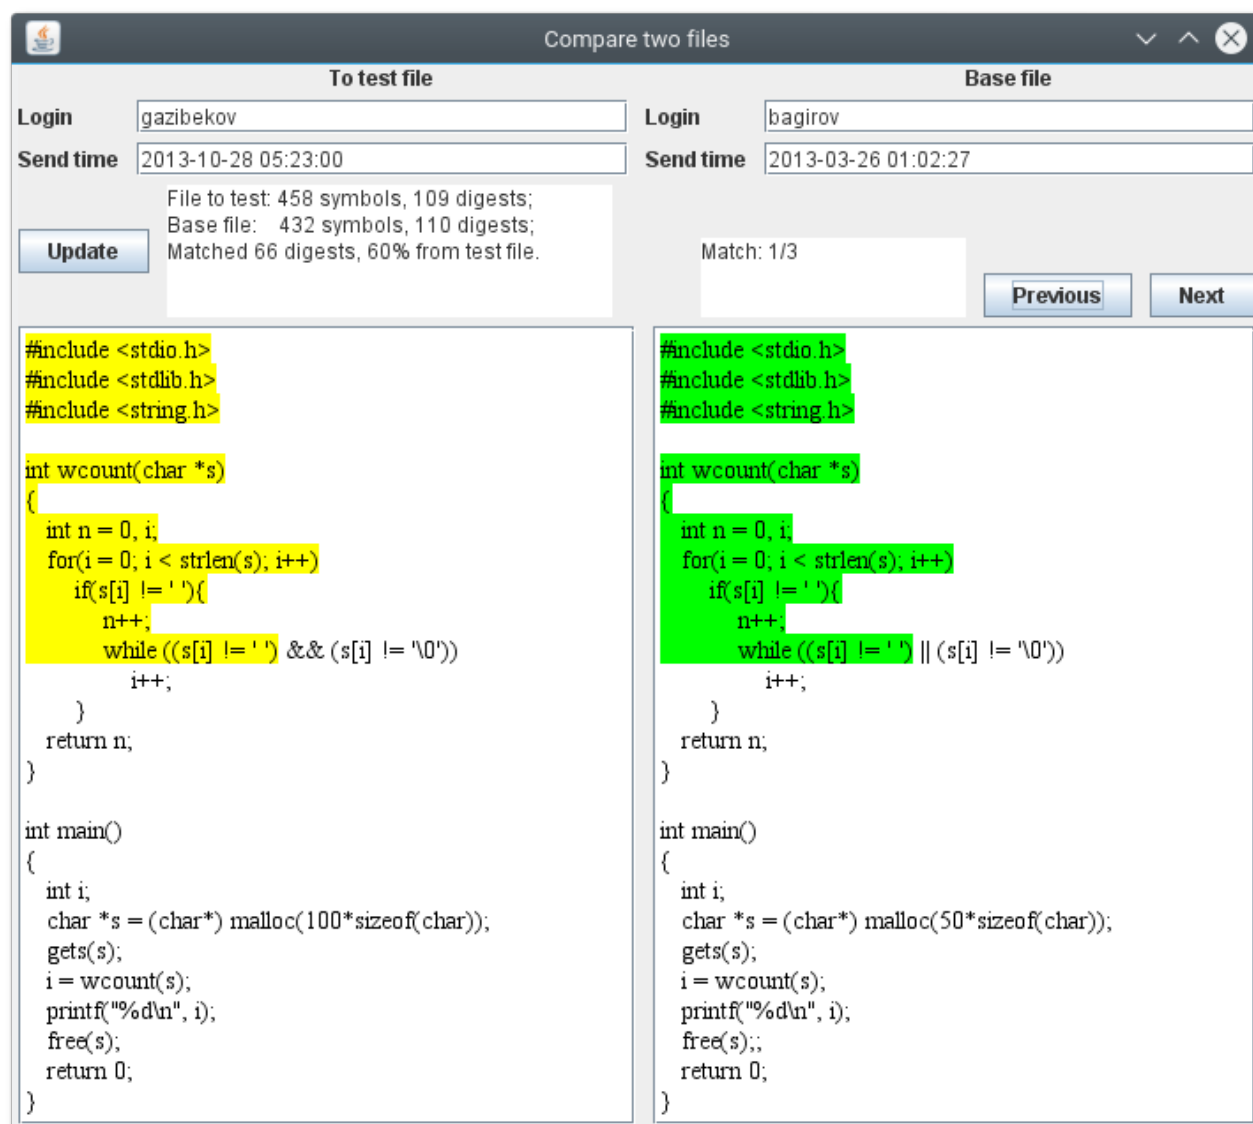 Compare two files
To test file
Base file
Login gazibekov
Login bagirov
Send time 2013-10-28 05:23:00
Send time 2013-03-26 01:02:27
Update
File to test: 458 symbols, 109 digests;
Base file: 432 symbols, 110 digests;
Matched 66 digests, 60% from test file.
Match: 1/3
Previous
Next
#include <stdio.h>
#include <stdlib.h>
#include <string.h>
int wcount(char *s)
{
int n = 0, i;
for(i = 0; i < strlen(s); i++)
if(s[i] != ' '){
n++;
while ((s[i] != ' ') && (s[i] != '\0'))
i++;
}
return n;
}
int main()
{
int i;
char *s = (char*) malloc(100*sizeof(char));
gets(s);
i = wcount(s);
printf("%d\n", i);
free(s);
return 0;
}
#include <stdio.h>
#include <stdlib.h>
#include <string.h>
int wcount(char *s)
{
int n = 0, i;
for(i = 0; i < strlen(s); i++)
if(s[i] != ' '){
n++;
while ((s[i] != ' ') || (s[i] != '\0'))
i++;
}
return n;
}
int main()
{
int i;
char *s = (char*) malloc(50*sizeof(char));
gets(s);
i = wcount(s);
printf("%d\n", i);
free(s);;
return 0;
}